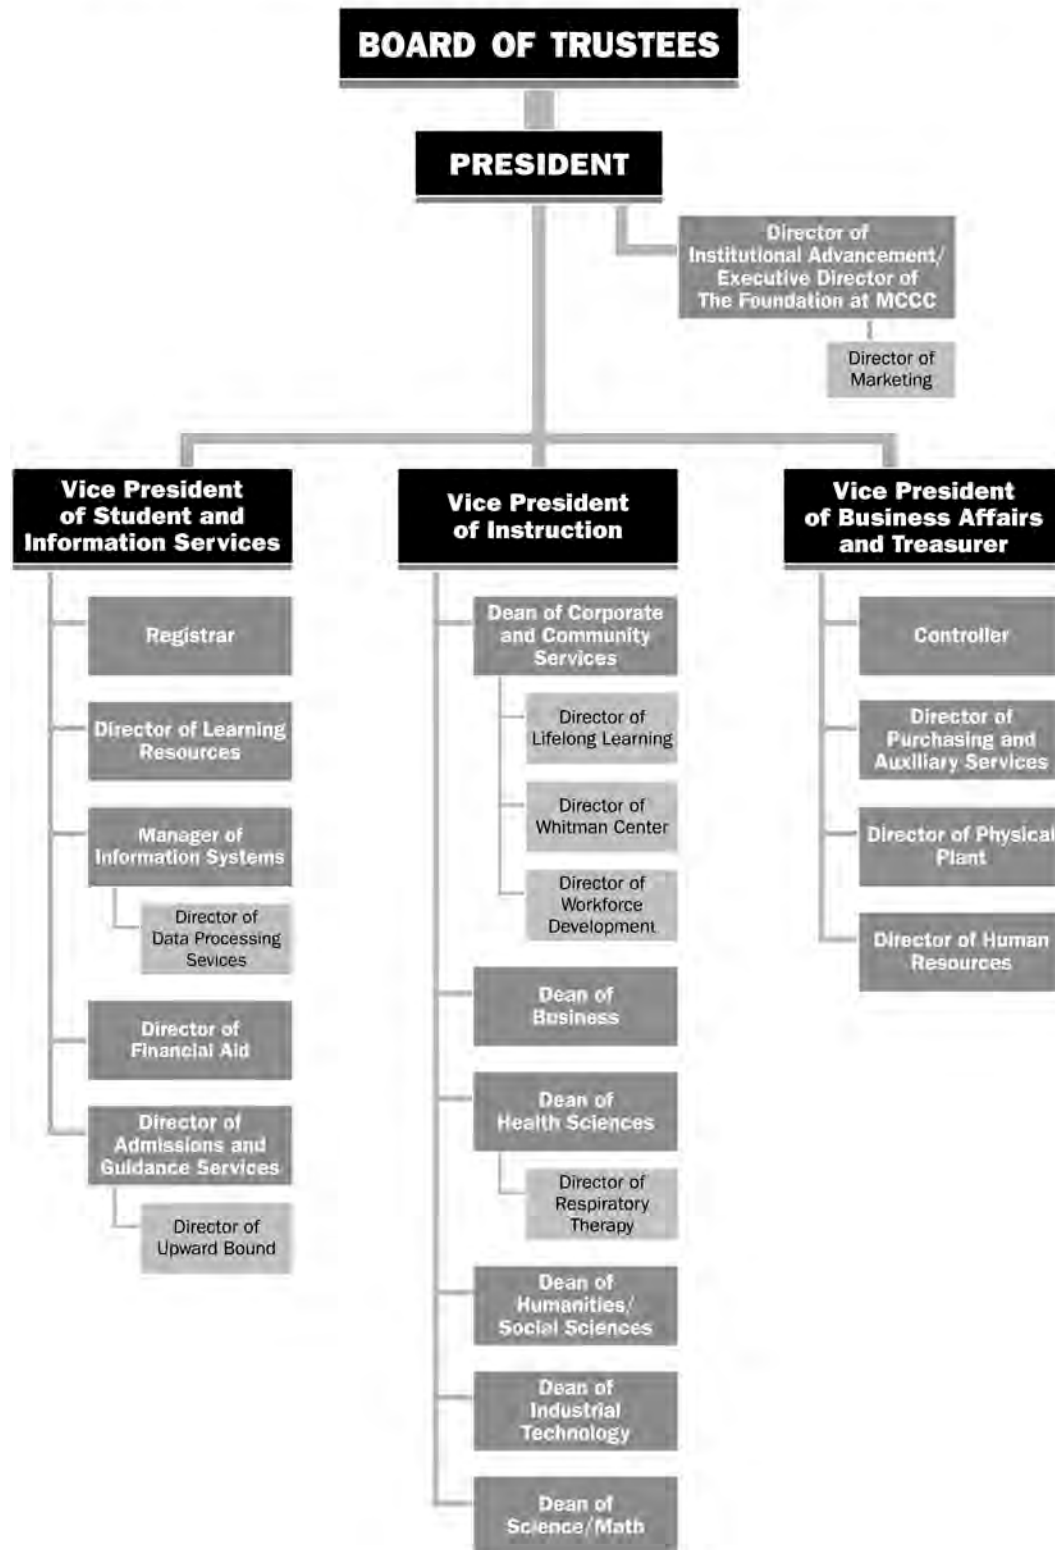 BOARD OF TRUSTEES
PRESIDENT
Director of
Institutional Advancement/
Executive Director of
The Foundation at MCCC
Director of
Marketing
Vice President
of Student and
Information Services
Registrar
Director of Learning
Resources
Manager of
Information Systems
Director of
Data Processing
Sevices
Director of
Financial Aid
Director of
Admissions and
Guidance Services
Director of
Upward Bound
Vice President
of Instruction
Dean of Corporate
and Community
Services
Director of
Lifelong Learning
Director of
Whitman Center
Director of
Workforce
Development
Dean of
Business
Dean of
Health Sciences
Director of
Respiratory
Therapy
Dean of
Humanities/
Social Sciences
Dean of
Industrial
Technology
Dean of
Science/Math
Vice President
of Business Affairs
and Treasurer
Controller
Director of
Purchasing and
Auxiliary Services
Director of Physical
Plant
Director of Human
Resources